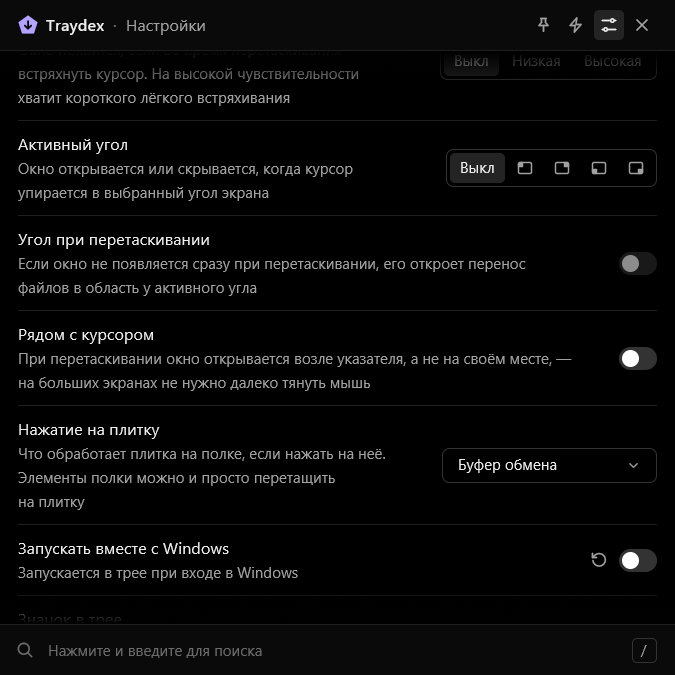 Traydex · Настройки
встряхнуть курсор. На высокой чувствительности
хватит короткого лёгкого встряхивания
Выкл Низкая Высокая
Активный угол
Окно открывается или скрывается, когда курсор
упирается в выбранный угол экрана
Выкл
Угол при перетаскивании
Если окно не появляется сразу при перетаскивании, его откроет перенос
файлов в область у активного угла
Рядом с курсором
При перетаскивании окно открывается возле указателя, а не на своём месте, —
на больших экранах не нужно далеко тянуть мышь
Нажатие на плитку
Что обработает плитка на полке, если нажать на неё.
Элементы полки можно и просто перетащить
на плитку
Буфер обмена
Запускать вместе с Windows
Запускается в трее при входе в Windows
Значок в трее
Нажмите и введите для поиска
/